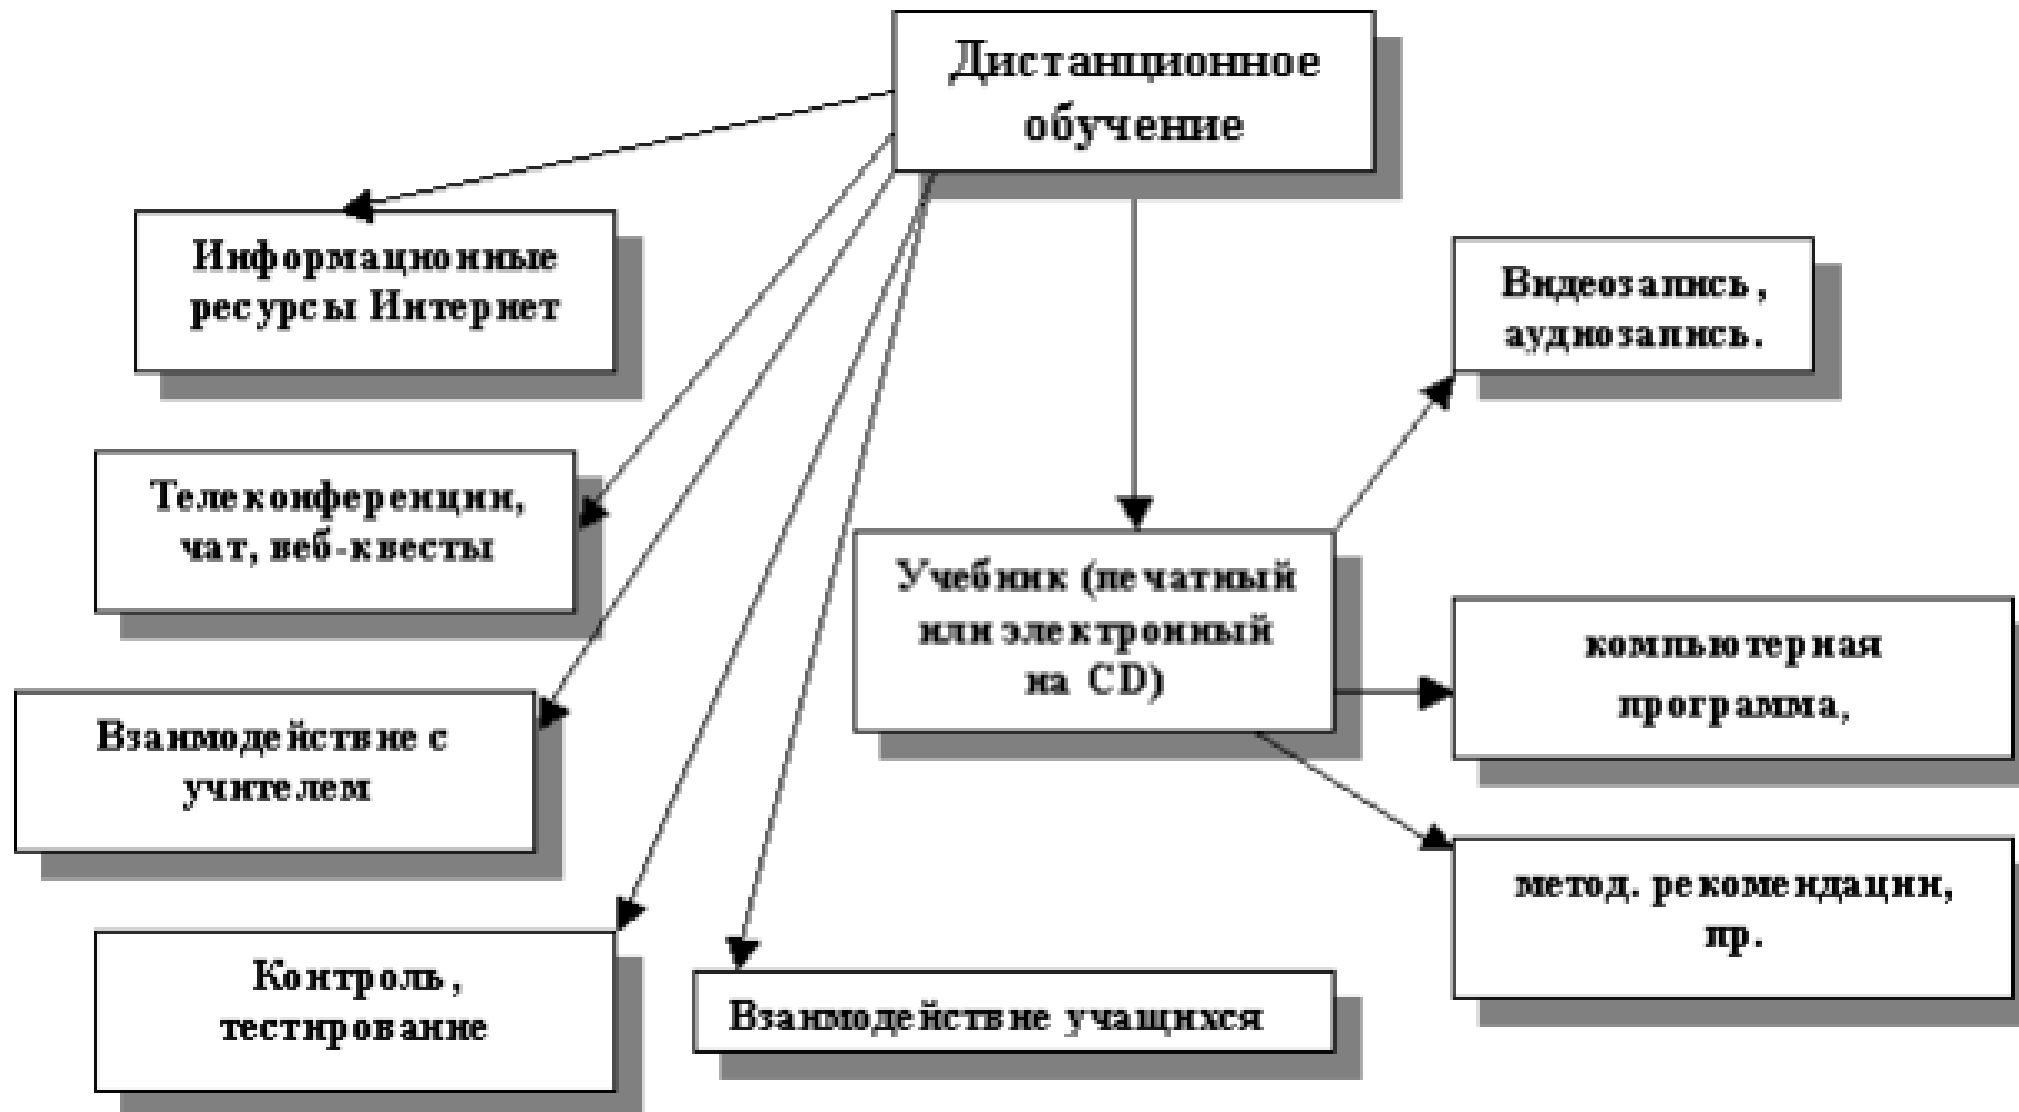 Дистанционное
обучение
Информационные
ресурсы Интернет
Видеозапись,
аудиозапись.
Телеконференции,
чат, веб-квесты
Учебник (печатный
или электронный
на CD)
компьютерная
программа,
Взаимодействие с
учителем
метод. рекомендации,
пр.
Контроль,
тестирование
Взаимодействие учащихся